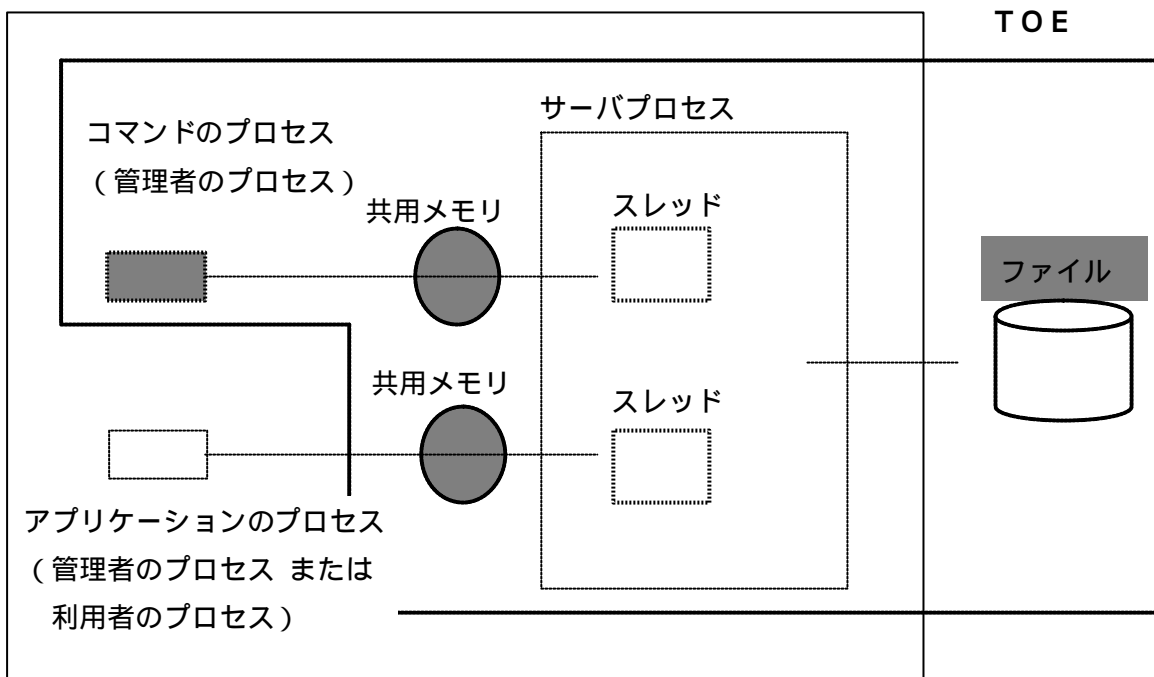 ＴＯＥ
サーバプロセス
コマンドのプロセス
（管理者のプロセス）
共用メモリ
スレッド
ファイル
共用メモリ
スレッド
アプリケーションのプロセス
（管理者のプロセス または
利用者のプロセス）